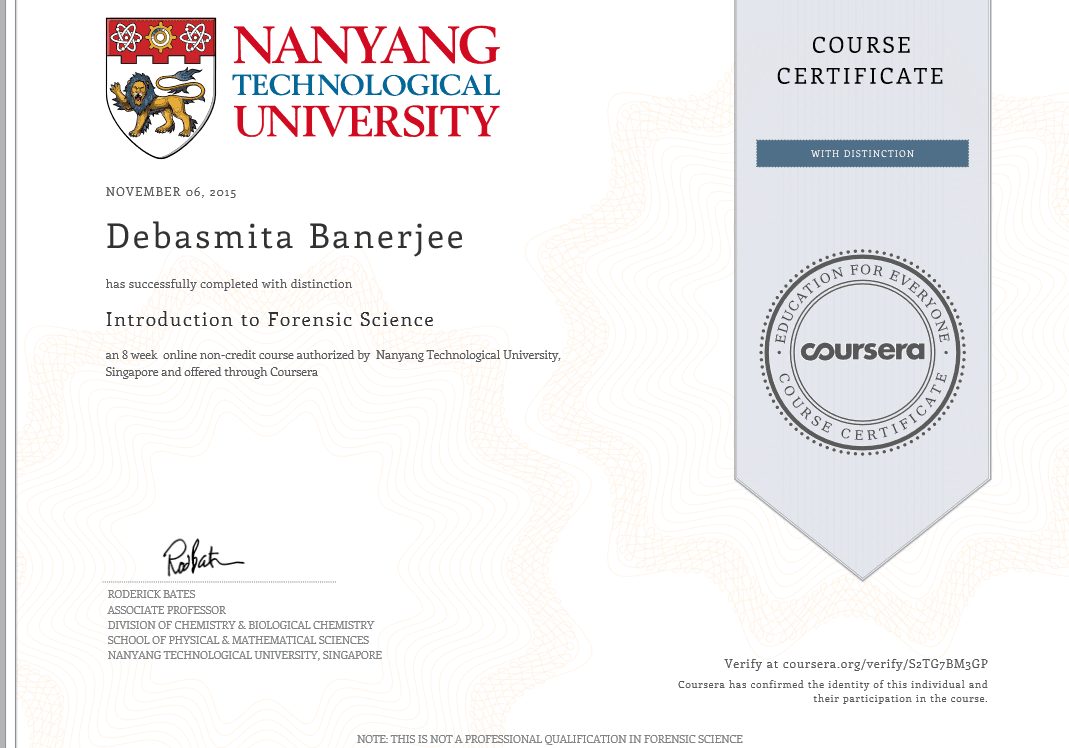 NANYANG
TECHNOLOGICAL
UNIVERSITY
NOVEMBER 06, 2015
Debasmita Banerjee
has successfully completed with distinction
Introduction to Forensic Science
an 8 week online non-credit course authorized by Nanyang Technological University,
Singapore and offered through Coursera
RODERICK BATES
ASSOCIATE PROFESSOR
DIVISION OF CHEMISTRY & BIOLOGICAL CHEMISTRY
SCHOOL OF PHYSICAL & MATHEMATICAL SCIENCES
NANYANG TECHNOLOGICAL UNIVERSITY, SINGAPORE
COURSE
CERTIFICATE
WITH DISTINCTION
EDUCATION FOR EVERYONE
coursera
COURSE CERTIFICATE
Verify at coursera.org/verify/S2TG7BM3GP
Coursera has confirmed the identity of this individual and
their participation in the course.
NOTE: THIS IS NOT A PROFESSIONAL QUALIFICATION IN FORENSIC SCIENCE